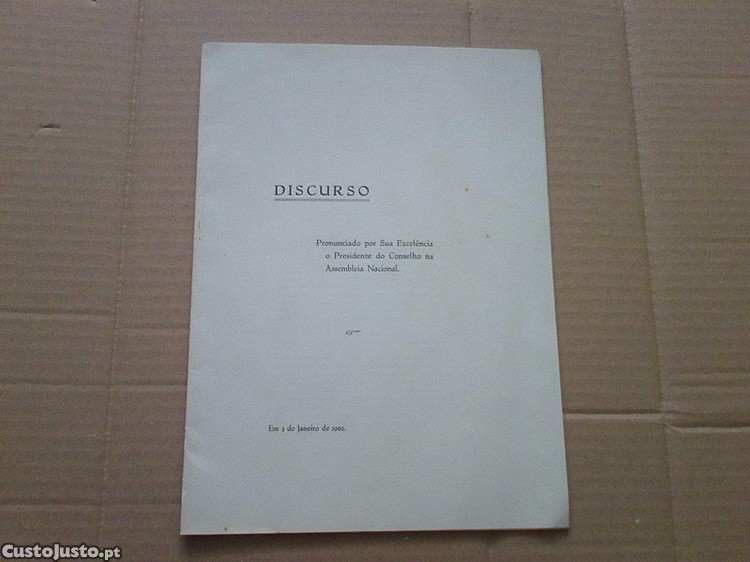 DISCURSO
Pronunciado por Sua Excelência
o Presidente do Conselho na
Assembleia Nacional.
Em 3 de Janeiro de 1962.
CustoJusto.pt